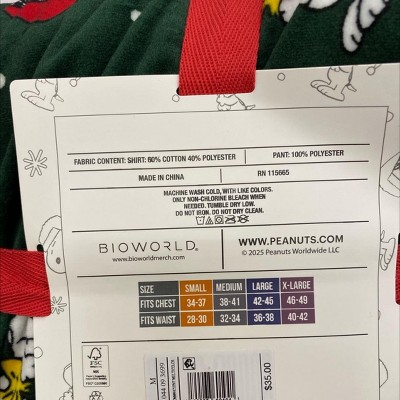 FABRIC CONTENT: SHIRT: 60% COTTON 40% POLYESTER PANT: 100% POLYESTER
MADE IN CHINA RN 115665
MACHINE WASH COLD, WITH LIKE COLORS.
ONLY NON-CHLORINE BLEACH WHEN
NEEDED. TUMBLE DRY LOW.
DO NOT IRON. DO NOT DRY CLEAN.
BIOWORLD® WWW.PEANUTS.COM
www.bioworldmerch.com © 2025 Peanuts Worldwide LLC
SIZE SMALL MEDIUM LARGE X-LARGE
FITS CHEST 34-37 38-41 42-45 46-49
FITS WAIST 28-30 32-34 36-38 40-42
FSC
M
044 09 3699
$35.00